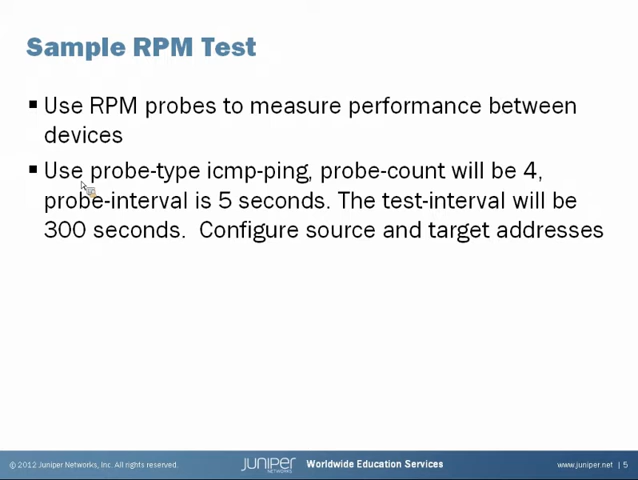 Sample RPM Test
▪ Use RPM probes to measure performance between
devices
▪ Use probe-type icmp-ping, probe-count will be 4,
probe-interval is 5 seconds. The test-interval will be
300 seconds.  Configure source and target addresses
© 2012 Juniper Networks, Inc. All rights reserved.
JUNIPER
NETWORKS
Worldwide Education Services
www.juniper.net | 5